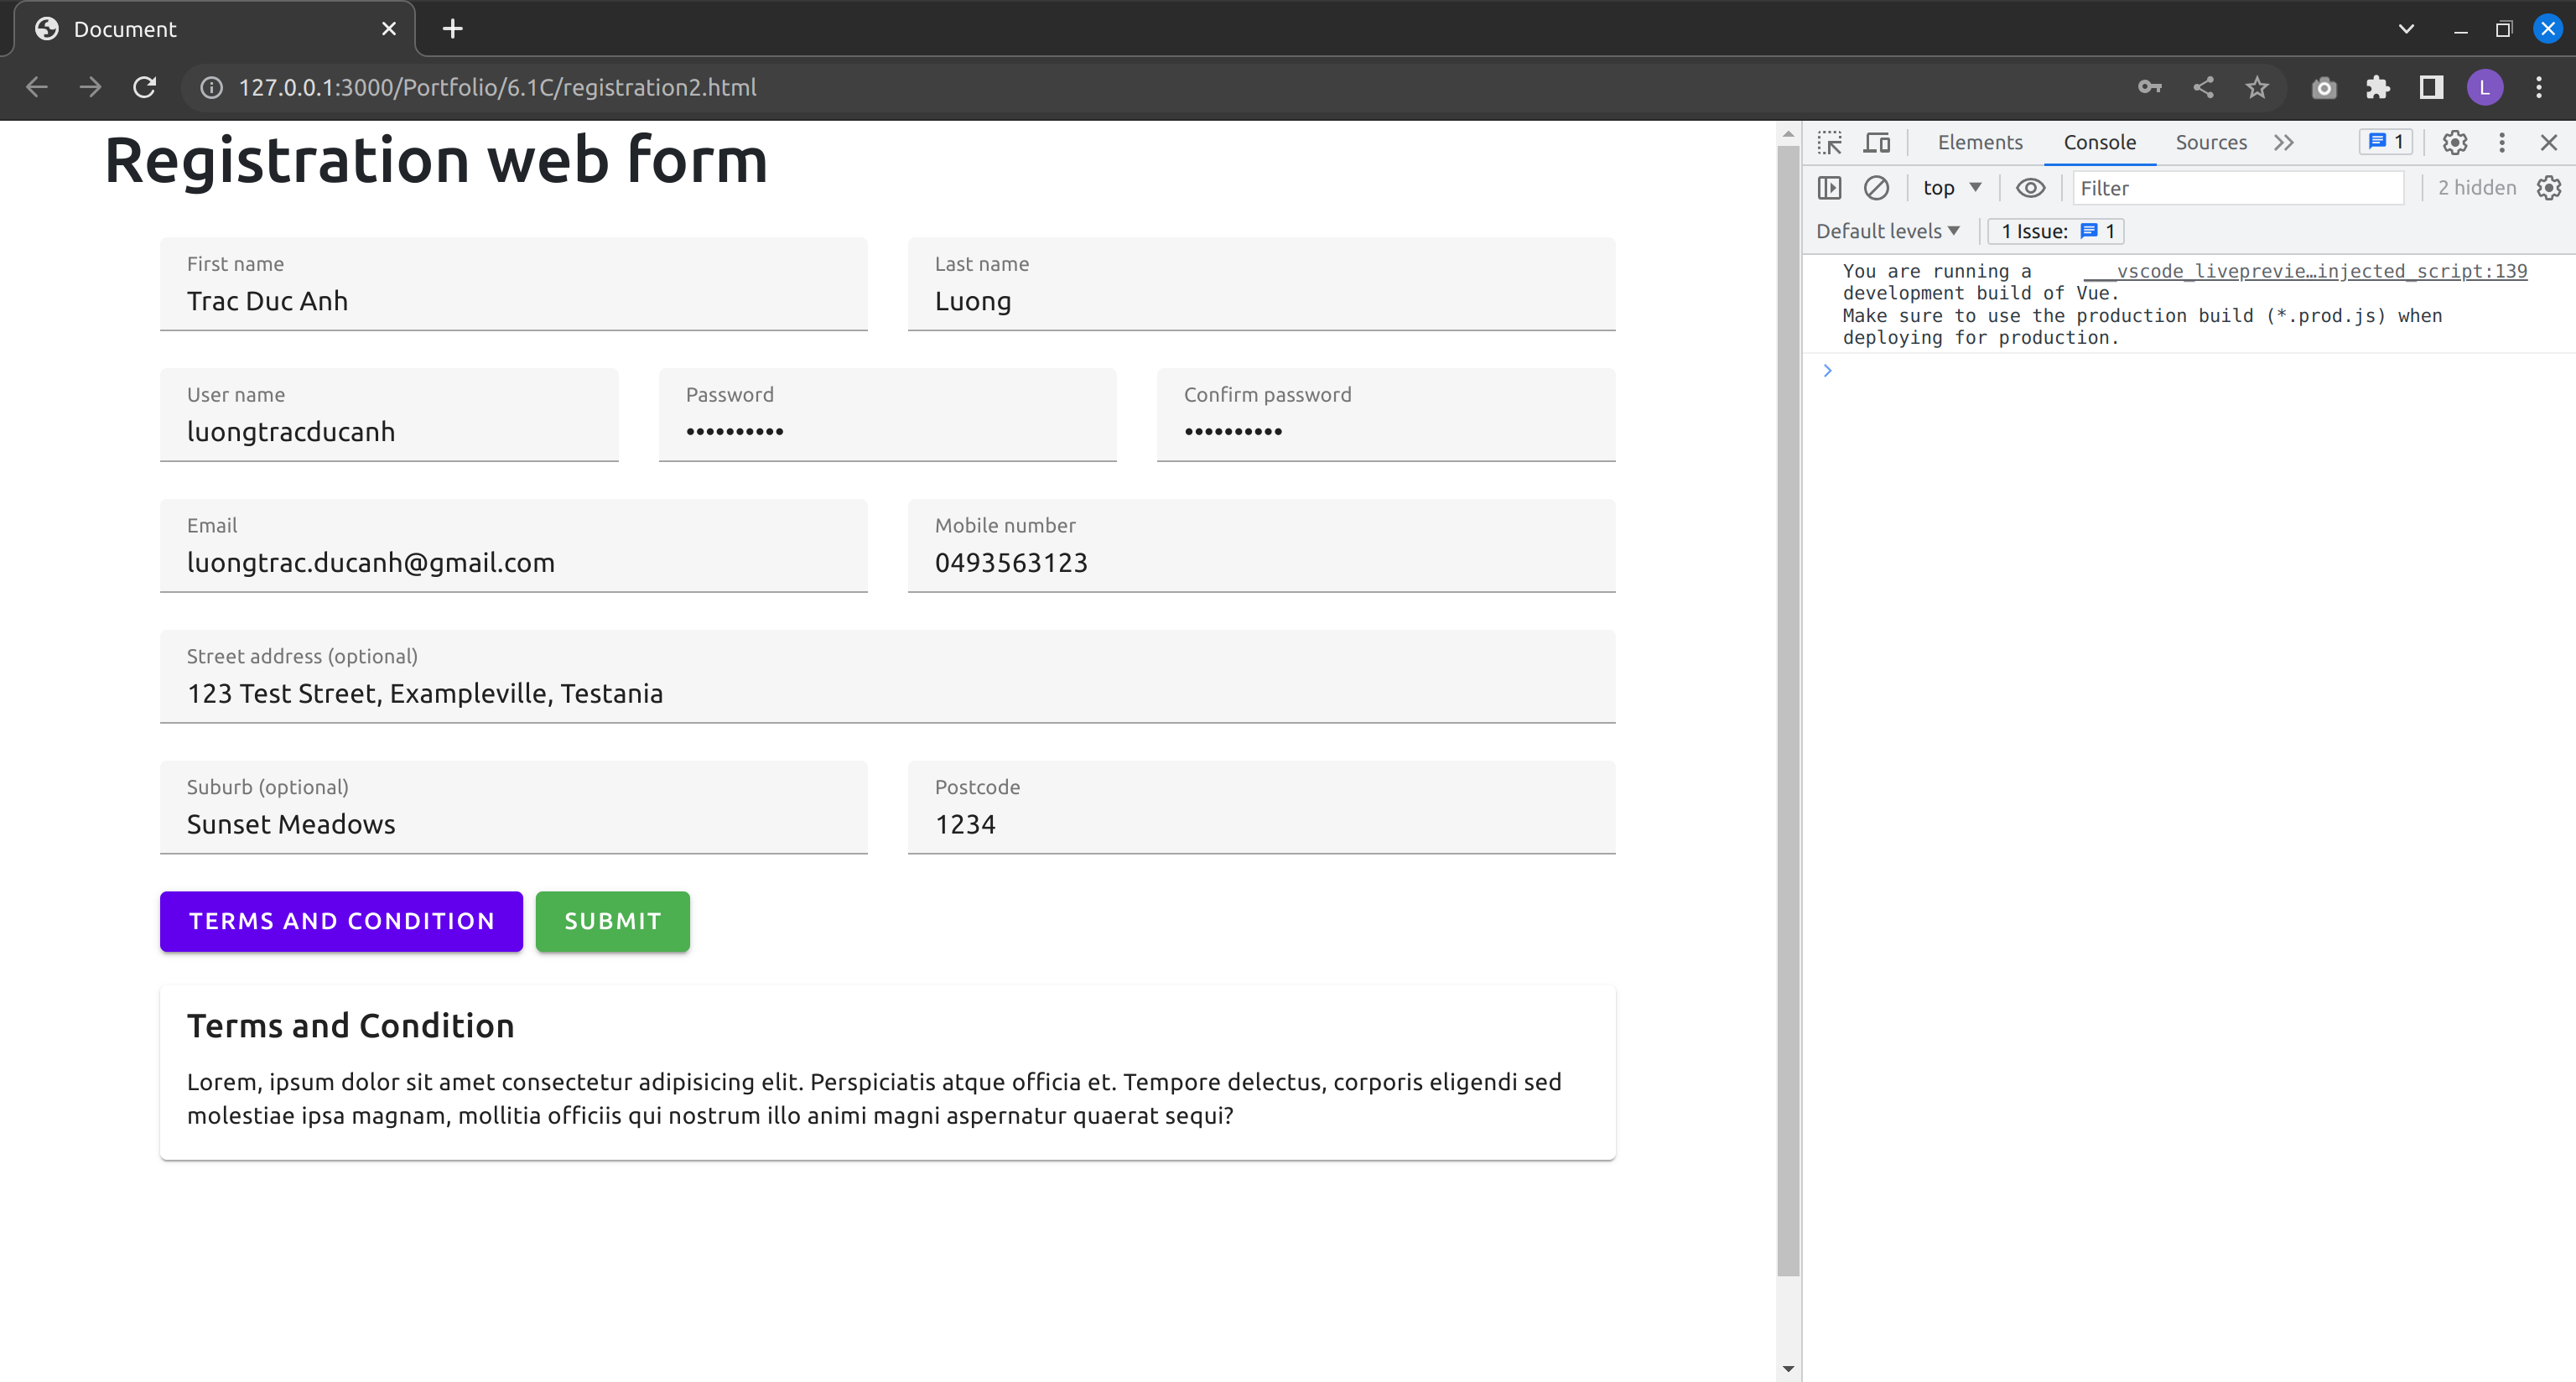 Document
127.0.0.1:3000/Portfolio/6.1C/registration2.html
L
Registration web form
First name
Trac Duc Anh
Last name
Luong
User name
luongtracducanh
Password
••••••••••
Confirm password
••••••••••
Email
luongtrac.ducanh@gmail.com
Mobile number
0493563123
Street address (optional)
123 Test Street, Exampleville, Testania
Suburb (optional)
Sunset Meadows
Postcode
1234
TERMS AND CONDITION
SUBMIT
Terms and Condition
Lorem, ipsum dolor sit amet consectetur adipisicing elit. Perspiciatis atque officia et. Tempore delectus, corporis eligendi sed
molestiae ipsa magnam, mollitia officiis qui nostrum illo animi magni aspernatur quaerat sequi?
Elements
Console
Sources
1
top
Filter
2 hidden
Default levels
1 Issue: 1
You are running a ___vscode_liveprevie…injected_script:139
development build of Vue.
Make sure to use the production build (*.prod.js) when
deploying for production.